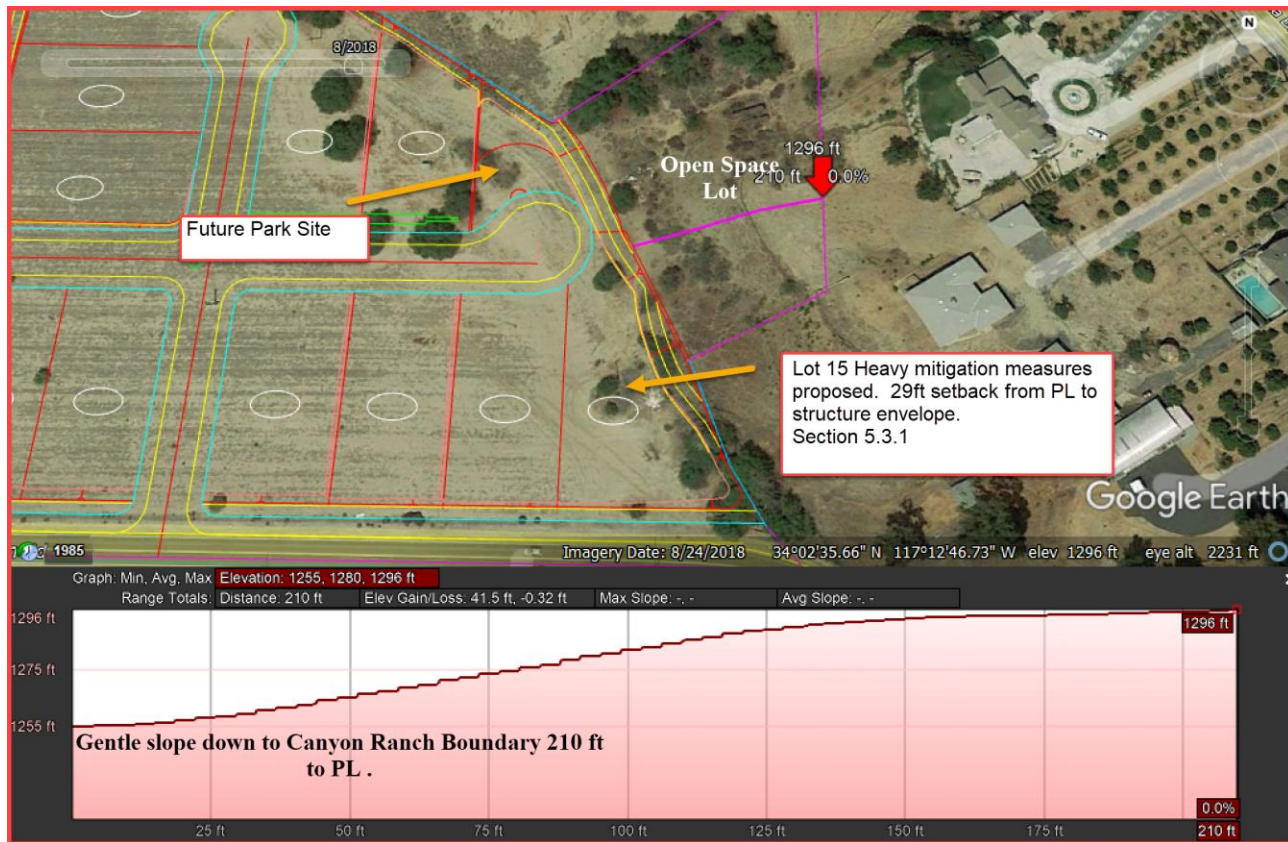 8/2018
N
1296 ft
Open Space
210 ft 0.0%
Lot
Future Park Site
Lot 15 Heavy mitigation measures
proposed. 29ft setback from PL to
structure envelope.
Section 5.3.1
Google Earth
1985
Imagery Date: 8/24/2018 34°02'35.66" N 117°12'46.73" W elev 1296 ft eye alt 2231 ft
Graph: Min, Avg, Max Elevation: 1255, 1280, 1296 ft
Range Totals: Distance: 210 ft Elev Gain/Loss: 41.5 ft, -0.32 ft Max Slope: -, - Avg Slope: -, -
1296 ft
1296 ft
1275 ft
1255 ft
Gentle slope down to Canyon Ranch Boundary 210 ft
to PL .
0.0%
25 ft 50 ft 75 ft 100 ft 125 ft 150 ft 175 ft 210 ft